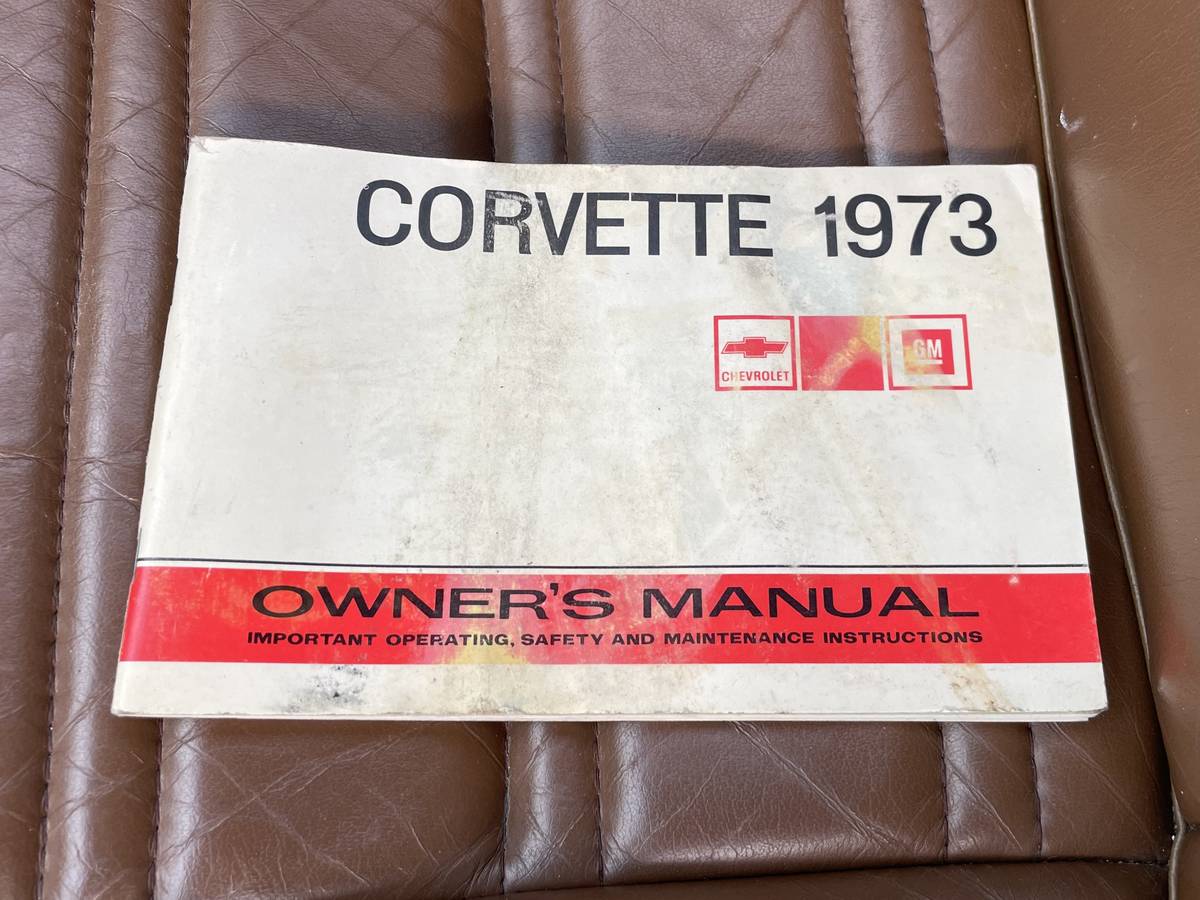 CORVETTE 1973
CHEVROLET
GM
OWNER'S MANUAL
IMPORTANT OPERATING, SAFETY AND MAINTENANCE INSTRUCTIONS